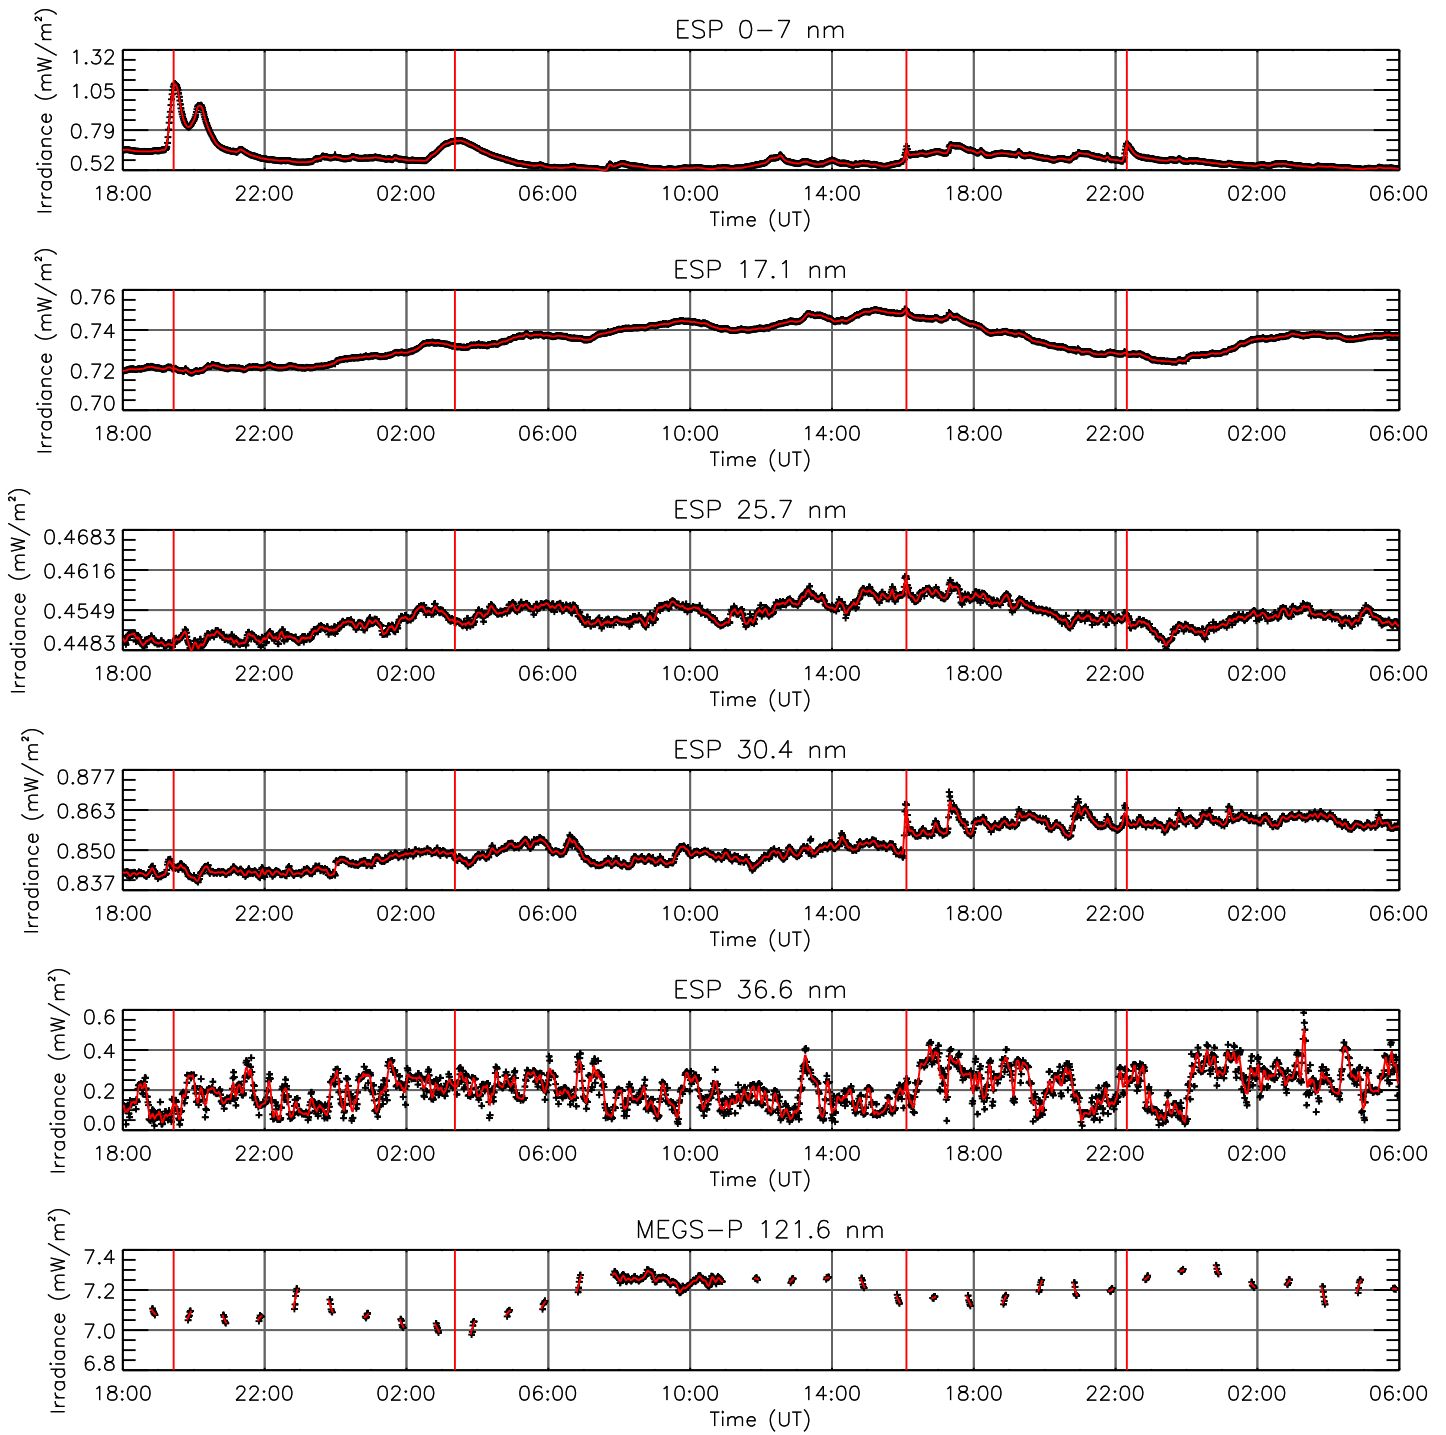 ESP 0-7 nm
Irradiance (mW/m²)
1.32
1.05
0.79
0.52
18:00 22:00 02:00 06:00 10:00 14:00 18:00 22:00 02:00 06:00
Time (UT)
ESP 17.1 nm
Irradiance (mW/m²)
0.76
0.74
0.72
0.70
18:00 22:00 02:00 06:00 10:00 14:00 18:00 22:00 02:00 06:00
Time (UT)
ESP 25.7 nm
Irradiance (mW/m²)
0.4683
0.4616
0.4549
0.4483
18:00 22:00 02:00 06:00 10:00 14:00 18:00 22:00 02:00 06:00
Time (UT)
ESP 30.4 nm
Irradiance (mW/m²)
0.877
0.863
0.850
0.837
18:00 22:00 02:00 06:00 10:00 14:00 18:00 22:00 02:00 06:00
Time (UT)
ESP 36.6 nm
Irradiance (mW/m²)
0.6
0.4
0.2
0.0
18:00 22:00 02:00 06:00 10:00 14:00 18:00 22:00 02:00 06:00
Time (UT)
MEGS-P 121.6 nm
Irradiance (mW/m²)
7.4
7.2
7.0
6.8
18:00 22:00 02:00 06:00 10:00 14:00 18:00 22:00 02:00 06:00
Time (UT)